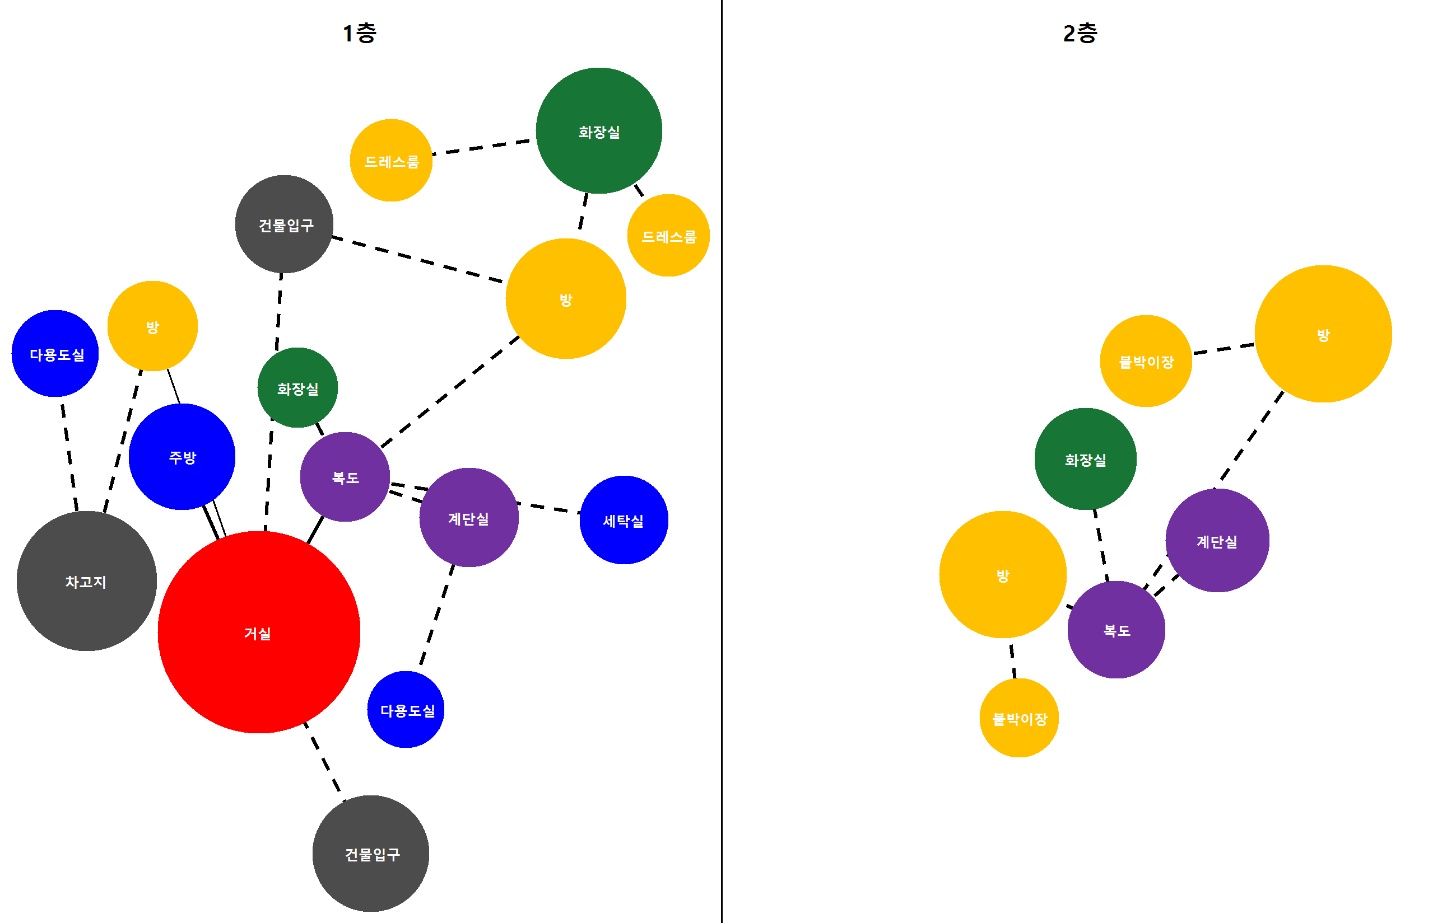 1층
화장실
드레스룸
건물입구
드레스룸
방
방
다용도실
화장실
주방
복도
계단실
세탁실
차고지
거실
다용도실
건물입구
2층
방
붙박이장
화장실
계단실
방
복도
붙박이장